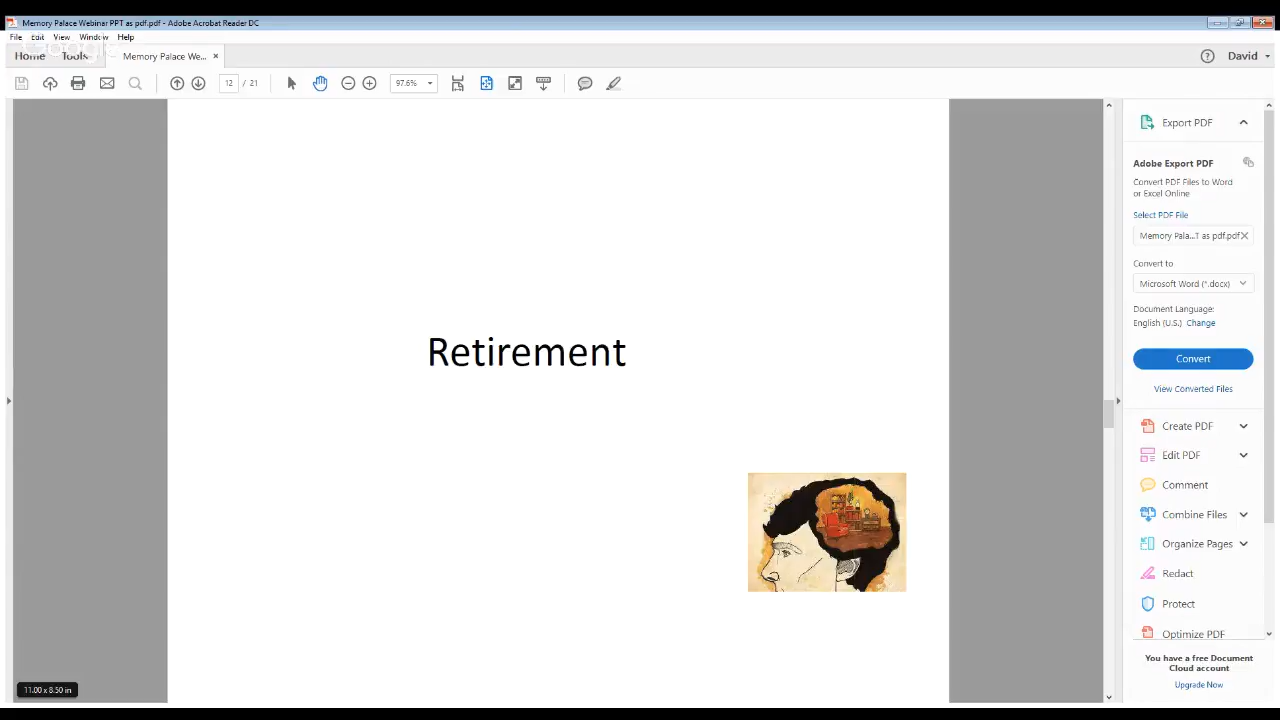 Memory Palace Webinar PPT as pdf.pdf - Adobe Acrobat Reader DC
File Edit View Window Help
Google
Home Tools Memory Palace We... × David
12 / 21 97.6%
Export PDF
Adobe Export PDF
Convert PDF Files to Word
or Excel Online
Select PDF File
Memory Pala...T as pdf.pdf
Convert to
Microsoft Word (*.docx)
Document Language:
English (U.S.) Change
Convert
View Converted Files
Retirement
Create PDF
Edit PDF
Comment
Combine Files
Organize Pages
Redact
Protect
Optimize PDF
You have a free Document
Cloud account
Upgrade Now
11.00 x 8.50 in